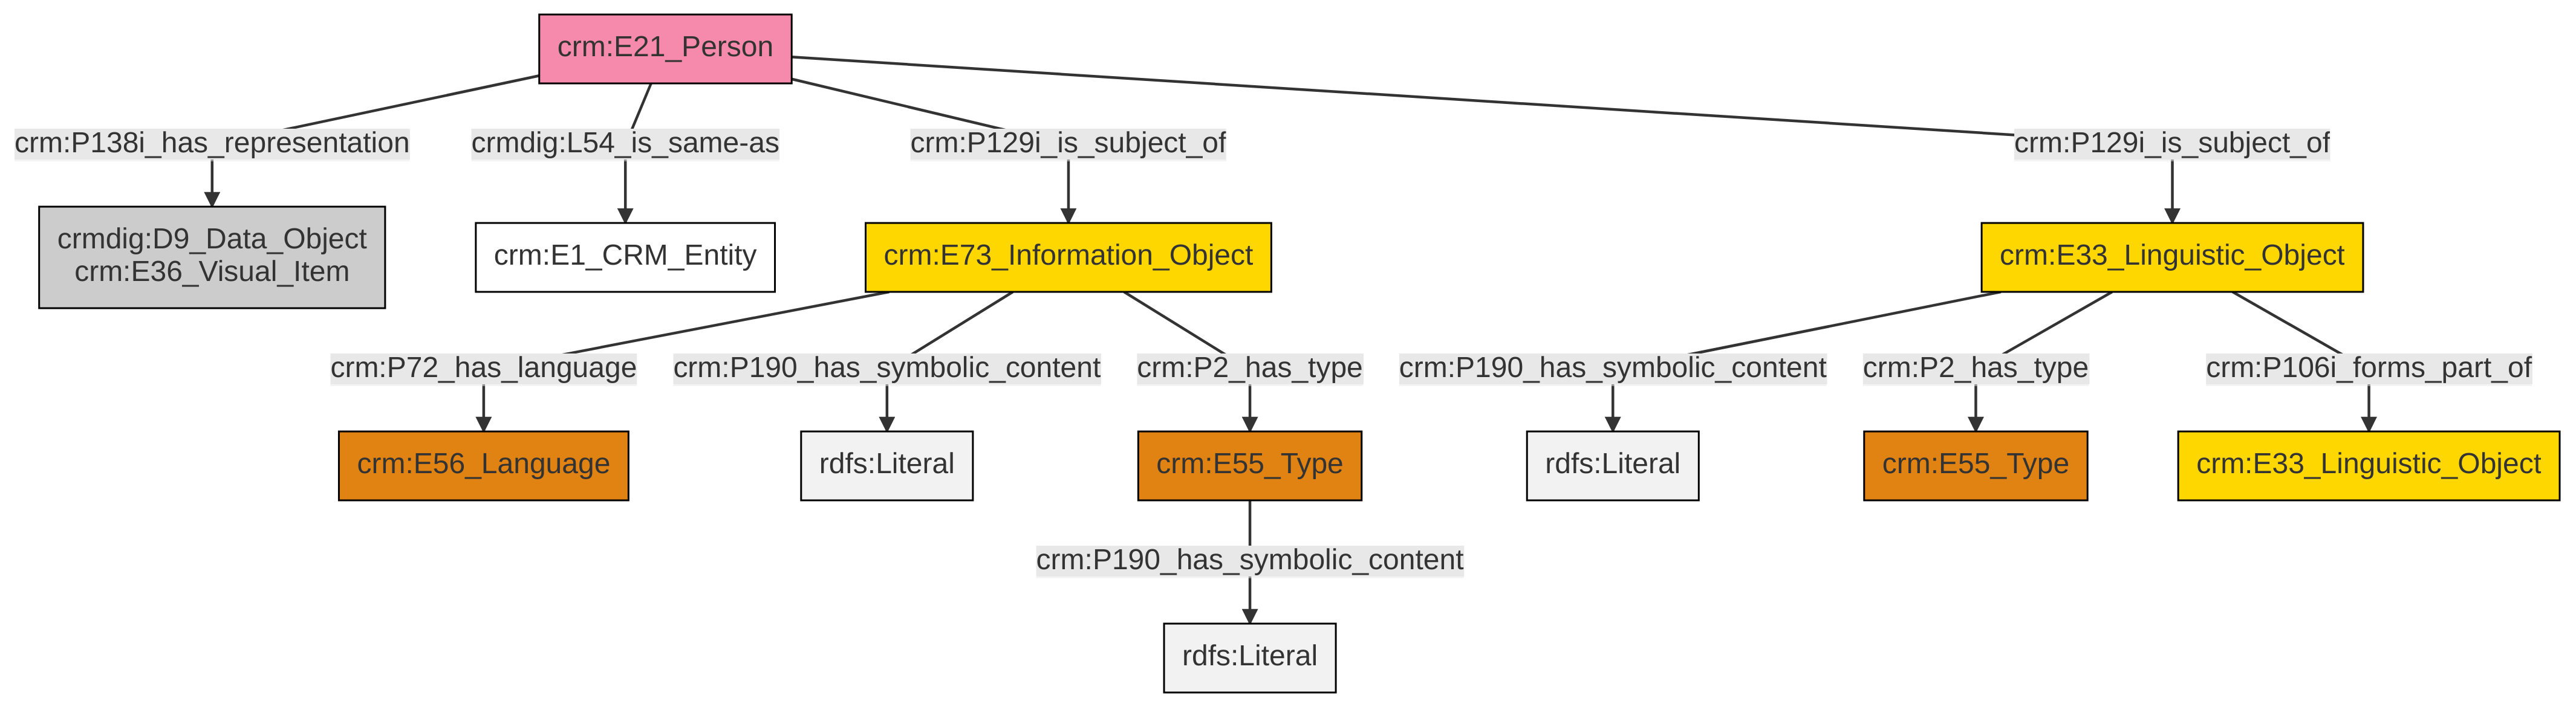 crm:E21_Person
crm:P138i_has_representation
crmdig:L54_is_same-as
crm:P129i_is_subject_of
crm:P129i_is_subject_of
crmdig:D9_Data_Object
crm:E36_Visual_Item
crm:E1_CRM_Entity
crm:E73_Information_Object
crm:E33_Linguistic_Object
crm:P72_has_language
crm:P190_has_symbolic_content
crm:P2_has_type
crm:P190_has_symbolic_content
crm:P2_has_type
crm:P106i_forms_part_of
crm:E56_Language
rdfs:Literal
crm:E55_Type
rdfs:Literal
crm:E55_Type
crm:E33_Linguistic_Object
crm:P190_has_symbolic_content
rdfs:Literal